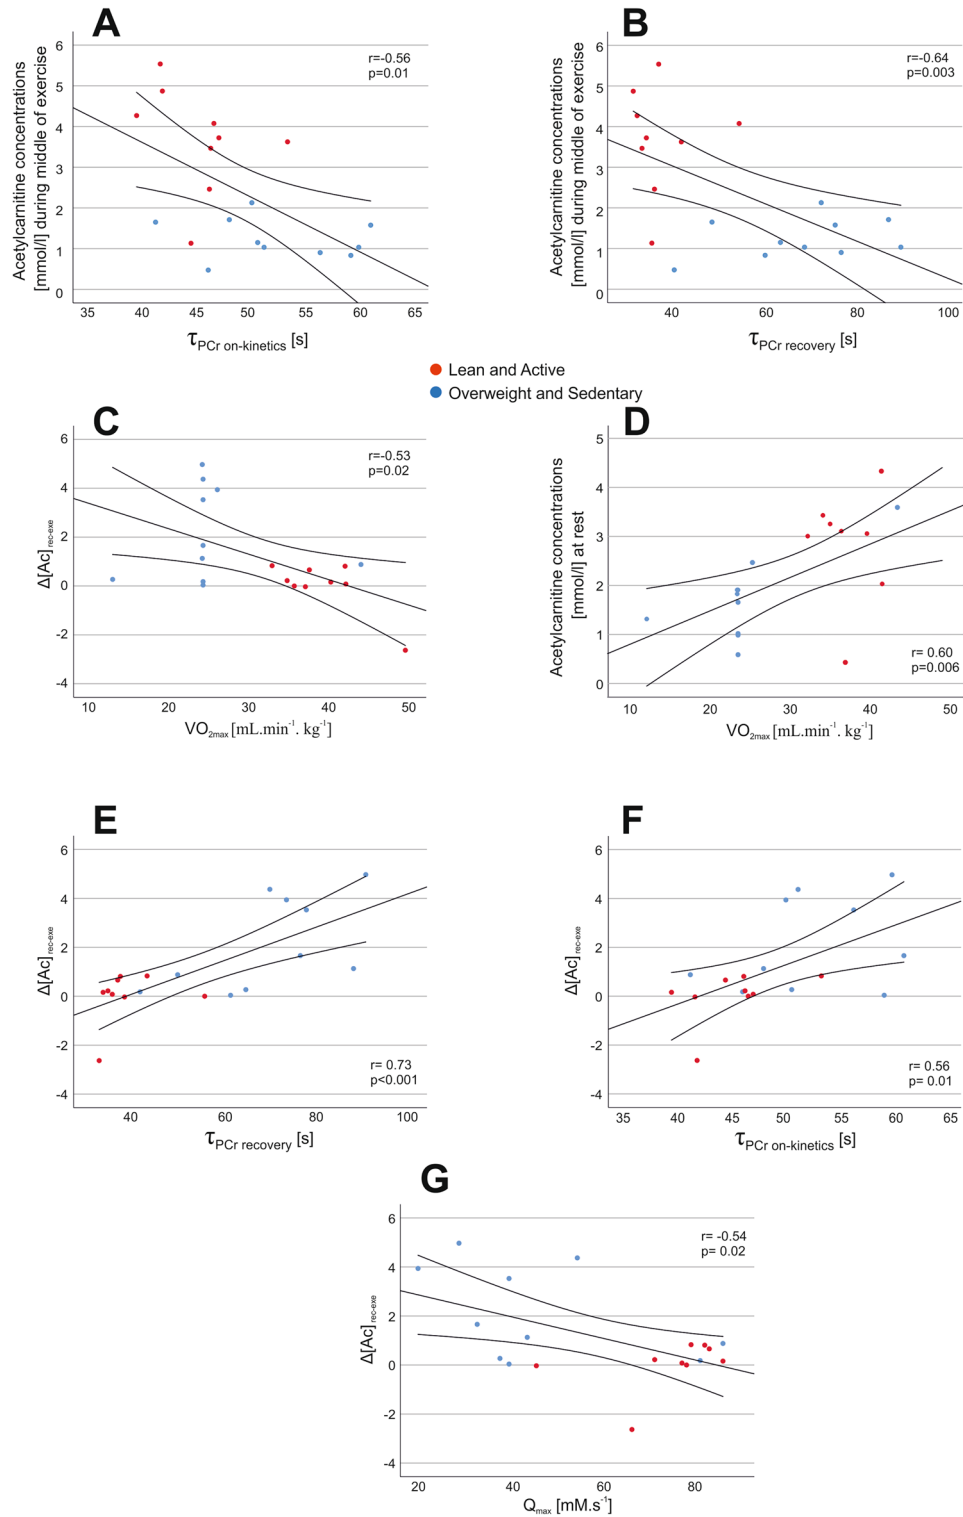 A
B
Acetylcarnitine concentrations
[mmol/l] during middle of exercise
6
5
4
3
2
1
0
r=-0.56
p=0.01
35 40 45 50 55 60 65
τPCr on-kinetics [s]
Acetylcarnitine concentrations
[mmol/l] during middle of exercise
6
5
4
3
2
1
0
r=-0.64
p=0.003
40 60 80 100
τPCr recovery [s]
Lean and Active
Overweight and Sedentary
C
D
Δ[Ac]rec-exe
6
4
2
0
-2
-4
r=-0.53
p=0.02
10 20 30 40 50
VO2max [mL.min-1. kg-1]
Acetylcarnitine concentrations
[mmol/l] at rest
5
4
3
2
1
0
r= 0.60
p=0.006
10 20 30 40 50
VO2max [mL.min-1. kg-1]
E
F
Δ[Ac]rec-exe
6
4
2
0
-2
-4
r= 0.73
p<0.001
40 60 80 100
τPCr recovery [s]
Δ[Ac]rec-exe
6
4
2
0
-2
-4
r= 0.56
p= 0.01
35 40 45 50 55 60 65
τPCr on-kinetics [s]
G
Δ[Ac]rec-exe
6
4
2
0
-2
-4
r= -0.54
p= 0.02
20 40 60 80
Qmax [mM.s-1]